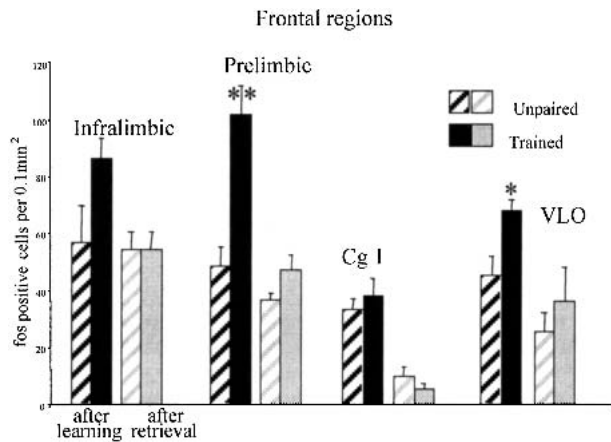 Frontal regions
120
100
80
60
40
20
0
fos positive cells per 0.1mm²
Infralimbic
Prelimbic
**
Cg 1
*
VLO
Unpaired
Trained
after after
learning retrieval